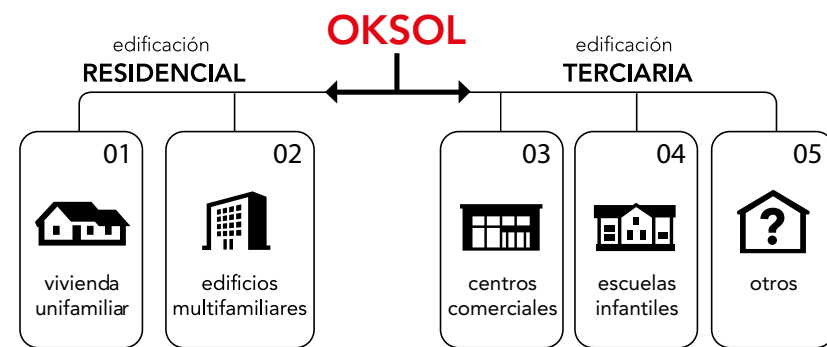 OKSOL
edificación
RESIDENCIAL
edificación
TERCIARIA
01
vivienda
unifamiliar
02
edificios
multifamiliares
03
centros
comerciales
04
escuelas
infantiles
05
?
otros